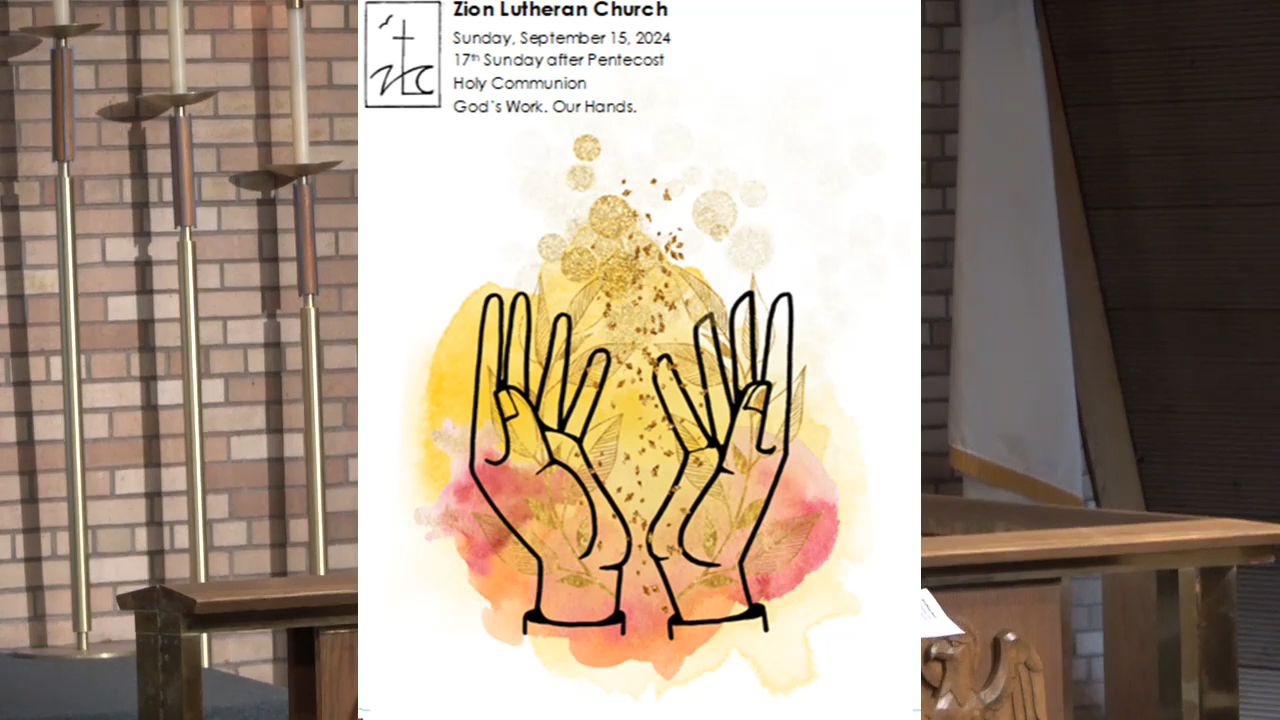 Zion Lutheran Church
Sunday, September 15, 2024
17th Sunday after Pentecost
Holy Communion
God's Work. Our Hands.